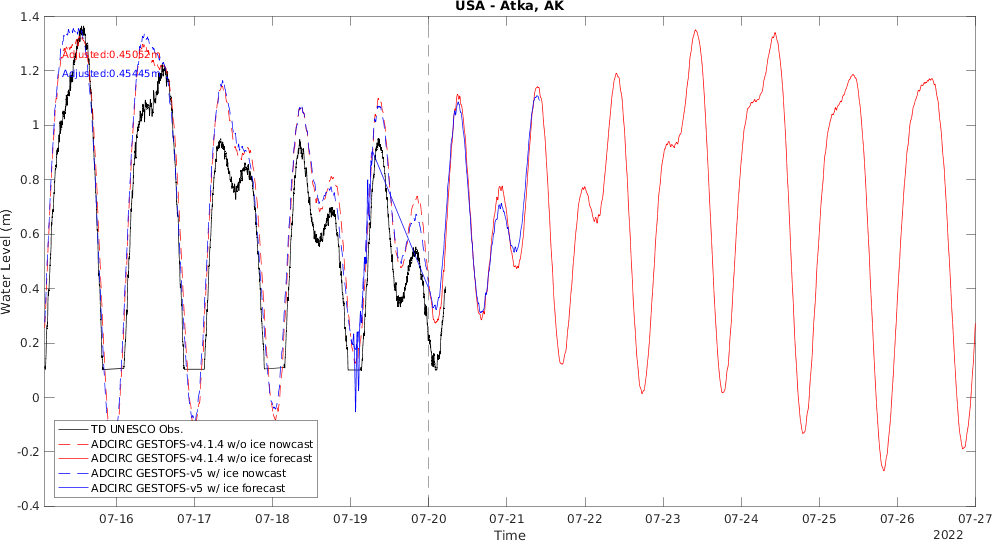 USA - Atka, AK
Water Level (m)
1.4
1.2
1
0.8
0.6
0.4
0.2
0
-0.2
-0.4
Adjusted:0.45052m
Adjusted:0.45445m
TD UNESCO Obs.
ADCIRC GESTOFS-v4.1.4 w/o ice nowcast
ADCIRC GESTOFS-v4.1.4 w/o ice forecast
ADCIRC GESTOFS-v5 w/ ice nowcast
ADCIRC GESTOFS-v5 w/ ice forecast
07-16 07-17 07-18 07-19 07-20 07-21 07-22 07-23 07-24 07-25 07-26 07-27
Time
2022